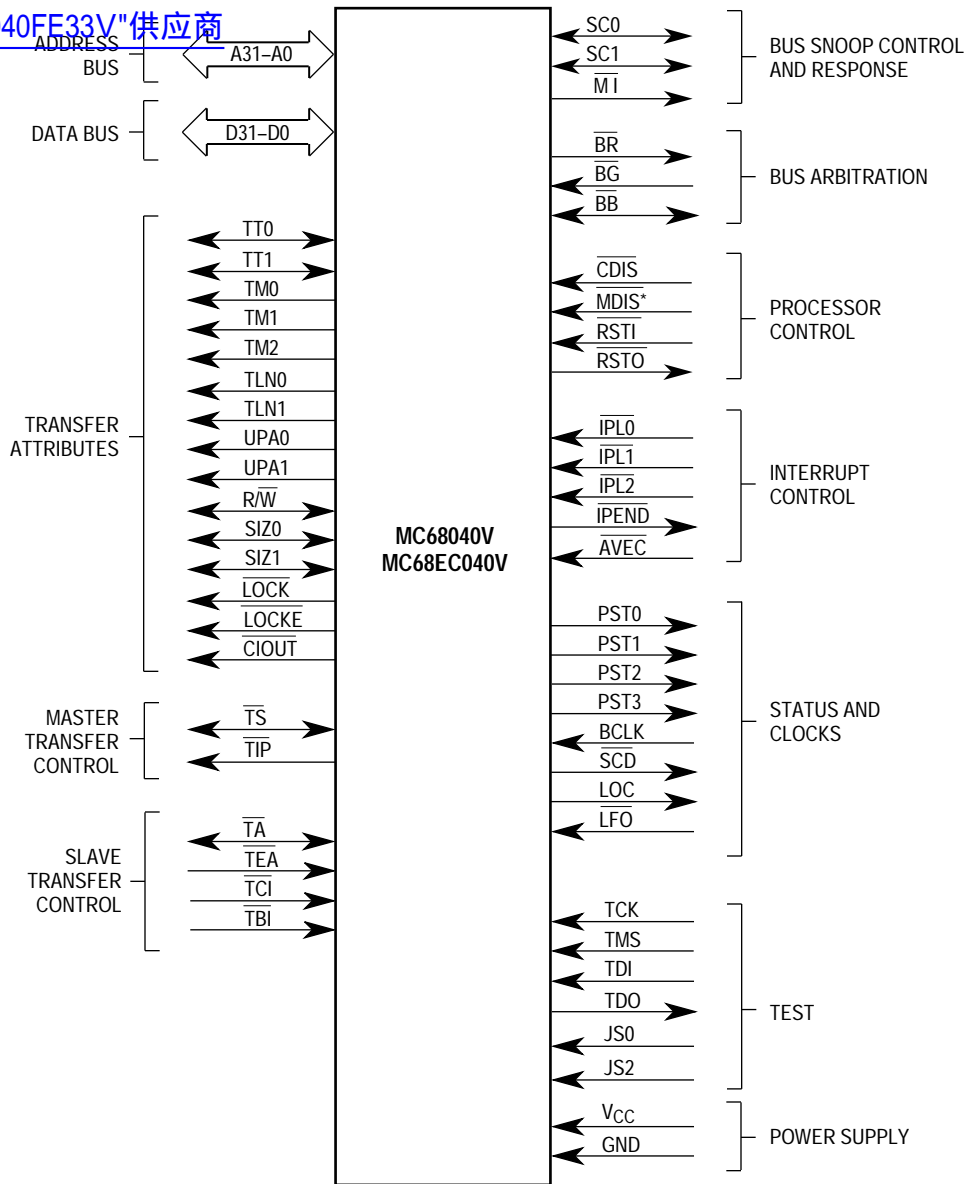 040FE33V"供应商
ADDRESS
BUS
A31–A0
DATA BUS
D31–D0
TRANSFER
ATTRIBUTES
TT0
TT1
TM0
TM1
TM2
TLN0
TLN1
UPA0
UPA1
R/W
SIZ0
SIZ1
LOCK
LOCKE
CIOUT
MASTER
TRANSFER
CONTROL
TS
TIP
SLAVE
TRANSFER
CONTROL
TA
TEA
TCI
TBI
MC68040V
MC68EC040V
SC0
SC1
MI
BUS SNOOP CONTROL
AND RESPONSE
BR
BG
BB
BUS ARBITRATION
CDIS
MDIS*
RSTI
RSTO
PROCESSOR
CONTROL
IPL0
IPL1
IPL2
IPEND
AVEC
INTERRUPT
CONTROL
PST0
PST1
PST2
PST3
BCLK
SCD
LOC
LFO
STATUS AND
CLOCKS
TCK
TMS
TDI
TDO
JS0
JS2
TEST
VCC
GND
POWER SUPPLY